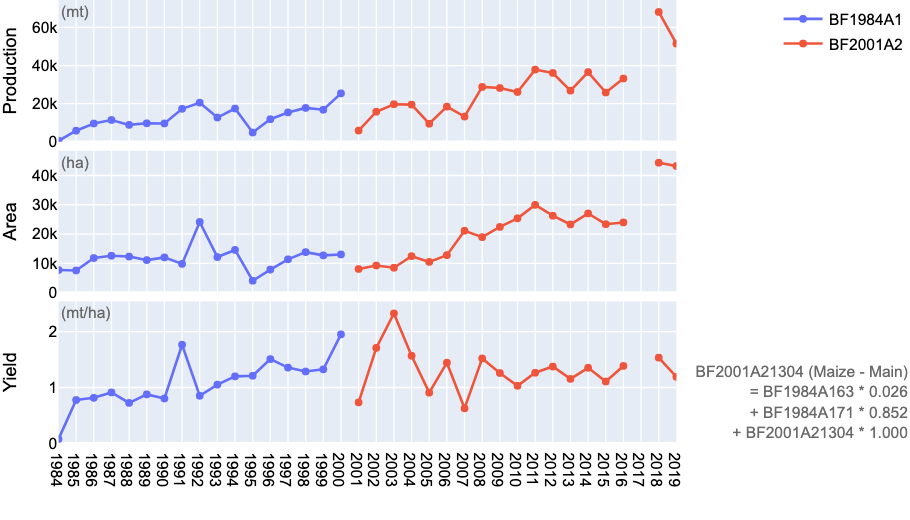 (mt)
60k
40k
20k
0
Production
BF1984A1
BF2001A2
(ha)
40k
30k
20k
10k
0
Area
(mt/ha)
2
1
0
Yield
BF2001A21304 (Maize - Main)
= BF1984A163 * 0.026
+ BF1984A171 * 0.852
+ BF2001A21304 * 1.000
1984
1985
1986
1987
1988
1989
1990
1991
1992
1993
1994
1995
1996
1997
1998
1999
2000
2001
2002
2003
2004
2005
2006
2007
2008
2009
2010
2011
2012
2013
2014
2015
2016
2017
2018
2019